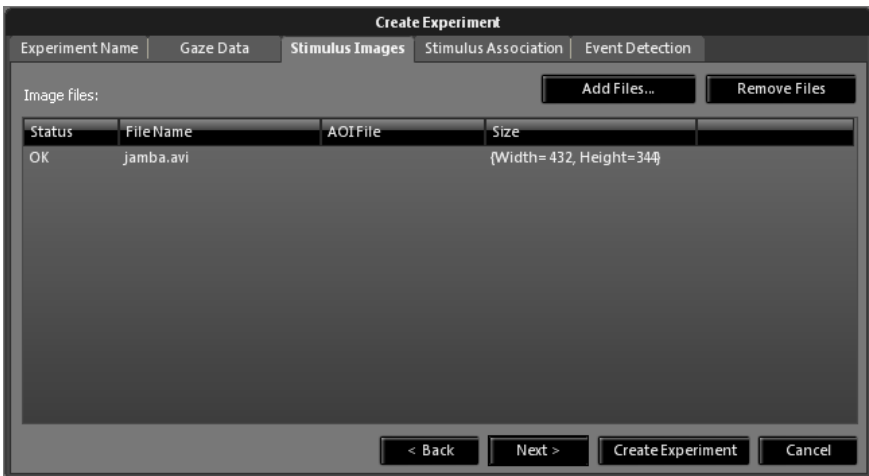 Create Experiment
Experiment Name Gaze Data Stimulus Images Stimulus Association Event Detection
Image files: Add Files... Remove Files
Status File Name AOI File Size
OK jamba.avi {Width=432, Height=344}
< Back Next > Create Experiment Cancel